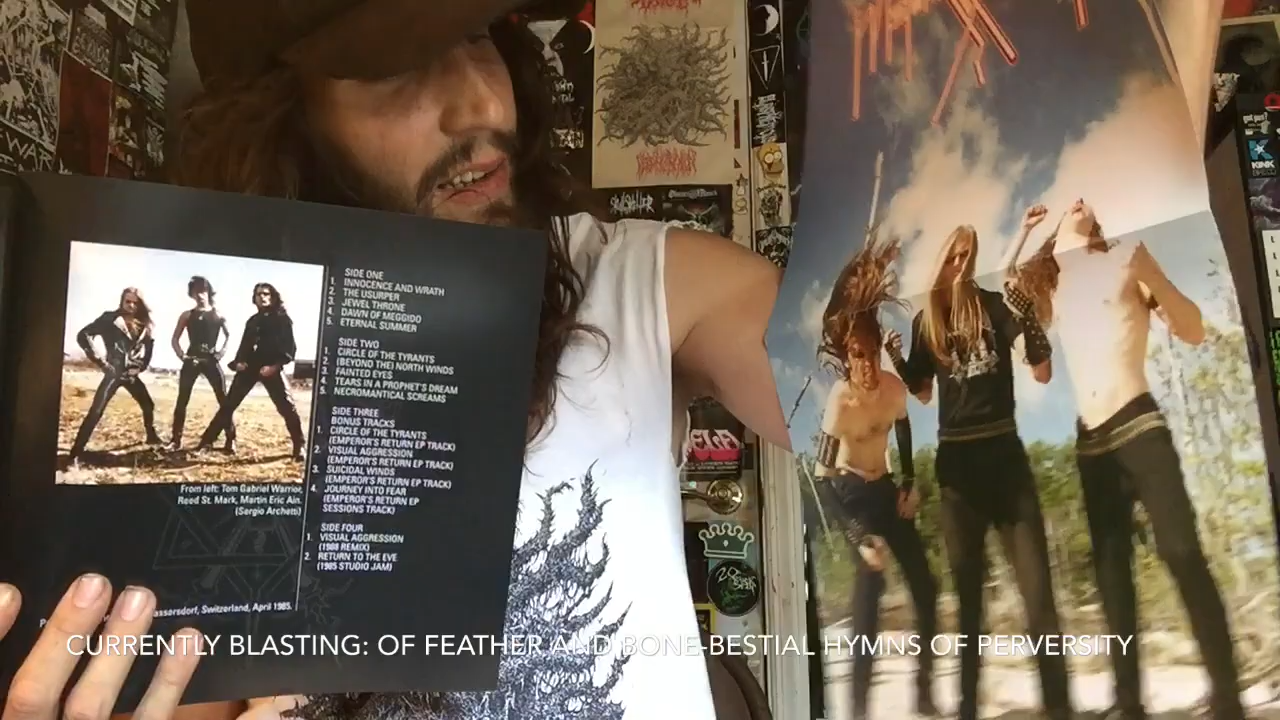 SIDE ONE
1. INNOCENCE AND WRATH
2. THE USURPER
3. JEWEL THRONE
4. DAWN OF MEGGIDO
5. ETERNAL SUMMER
SIDE TWO
1. CIRCLE OF THE TYRANTS
2. (BEYOND THE) NORTH WINDS
3. FAINTED EYES
4. TEARS IN A PROPHET'S DREAM
5. NECROMANTICAL SCREAMS
SIDE THREE
BONUS TRACKS
1. CIRCLE OF THE TYRANTS
(EMPEROR'S RETURN EP TRACK)
2. VISUAL AGGRESSION
(EMPEROR'S RETURN EP TRACK)
3. SUICIDAL WINDS
(EMPEROR'S RETURN EP TRACK)
4. JOURNEY INTO FEAR
(EMPEROR'S RETURN EP
SESSIONS TRACK)
SIDE FOUR
1. VISUAL AGGRESSION
(1988 REMIX)
2. RETURN TO THE EVE
(1985 STUDIO JAM)
From left: Tom Gabriel Warrior,
Reed St. Mark, Martin Eric Ain.
(Sergio Archetti)
assersdorf, Switzerland, April 1985.
KINK
CURRENTLY BLASTING: OF FEATHER AND BONE-BESTIAL HYMNS OF PERVERSITY